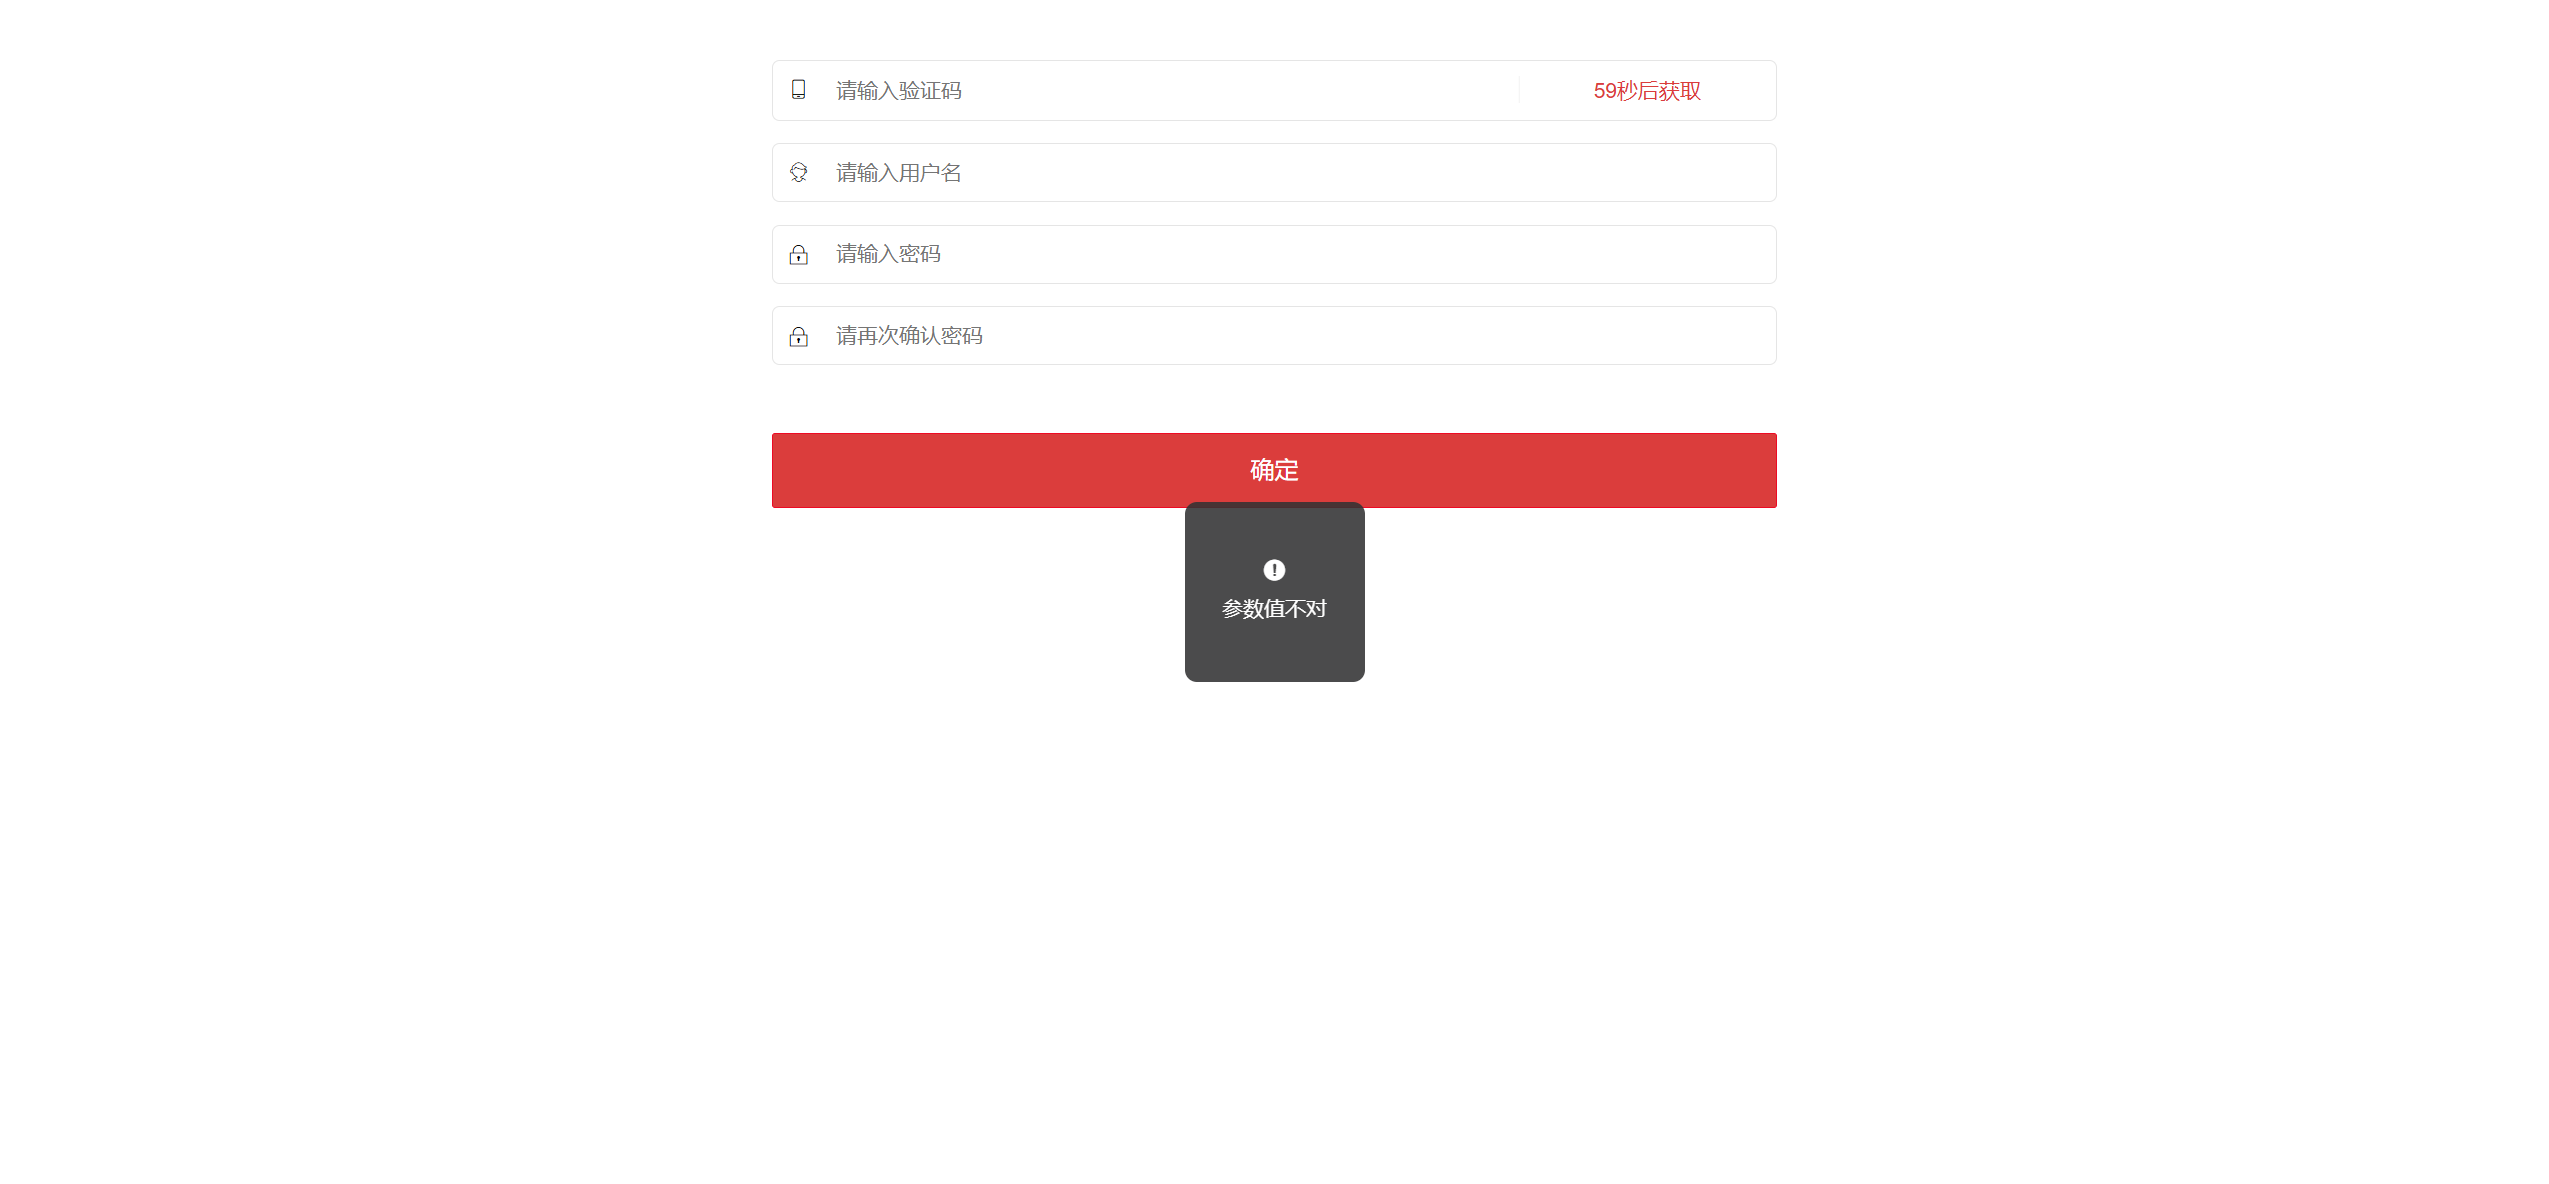 请输入验证码 59秒后获取
请输入用户名
请输入密码
请再次确认密码
确定
参数值不对